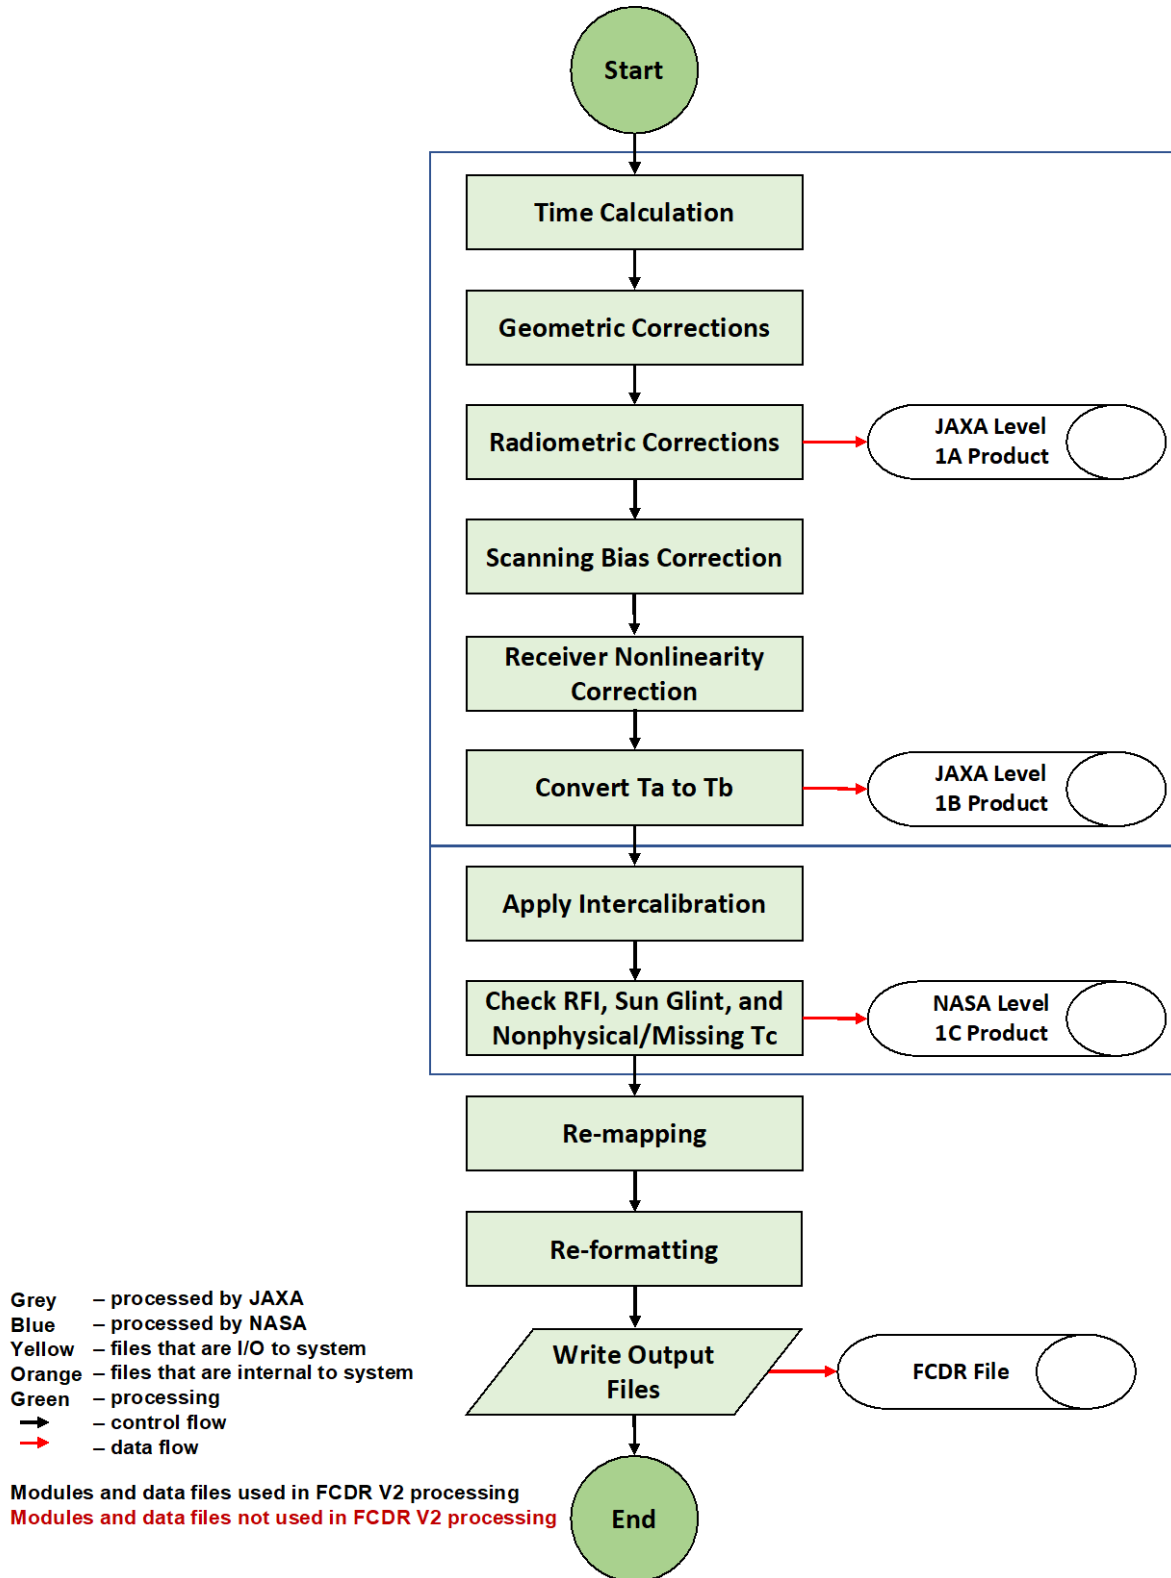 Start
Time Calculation
Geometric Corrections
Radiometric Corrections
JAXA Level
1A Product
Scanning Bias Correction
Receiver Nonlinearity
Correction
Convert Ta to Tb
JAXA Level
1B Product
Apply Intercalibration
Check RFI, Sun Glint, and
Nonphysical/Missing Tc
NASA Level
1C Product
Re-mapping
Re-formatting
Write Output
Files
FCDR File
End
Grey – processed by JAXA
Blue – processed by NASA
Yellow – files that are I/O to system
Orange – files that are internal to system
Green – processing
– control flow
– data flow
Modules and data files used in FCDR V2 processing
Modules and data files not used in FCDR V2 processing